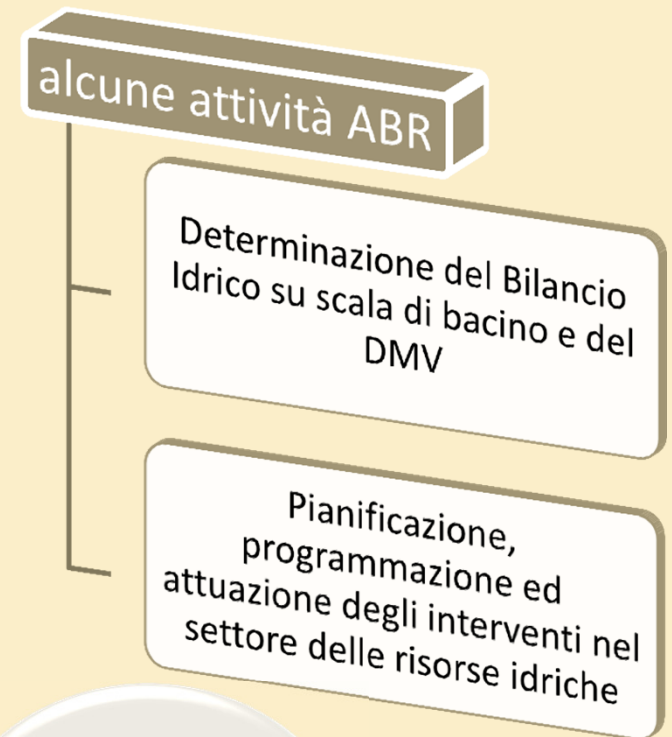 alcune attività ABR
Determinazione del Bilancio
Idrico su scala di bacino e del
DMV
Pianificazione,
programmazione ed
attuazione degli interventi nel
settore delle risorse idriche